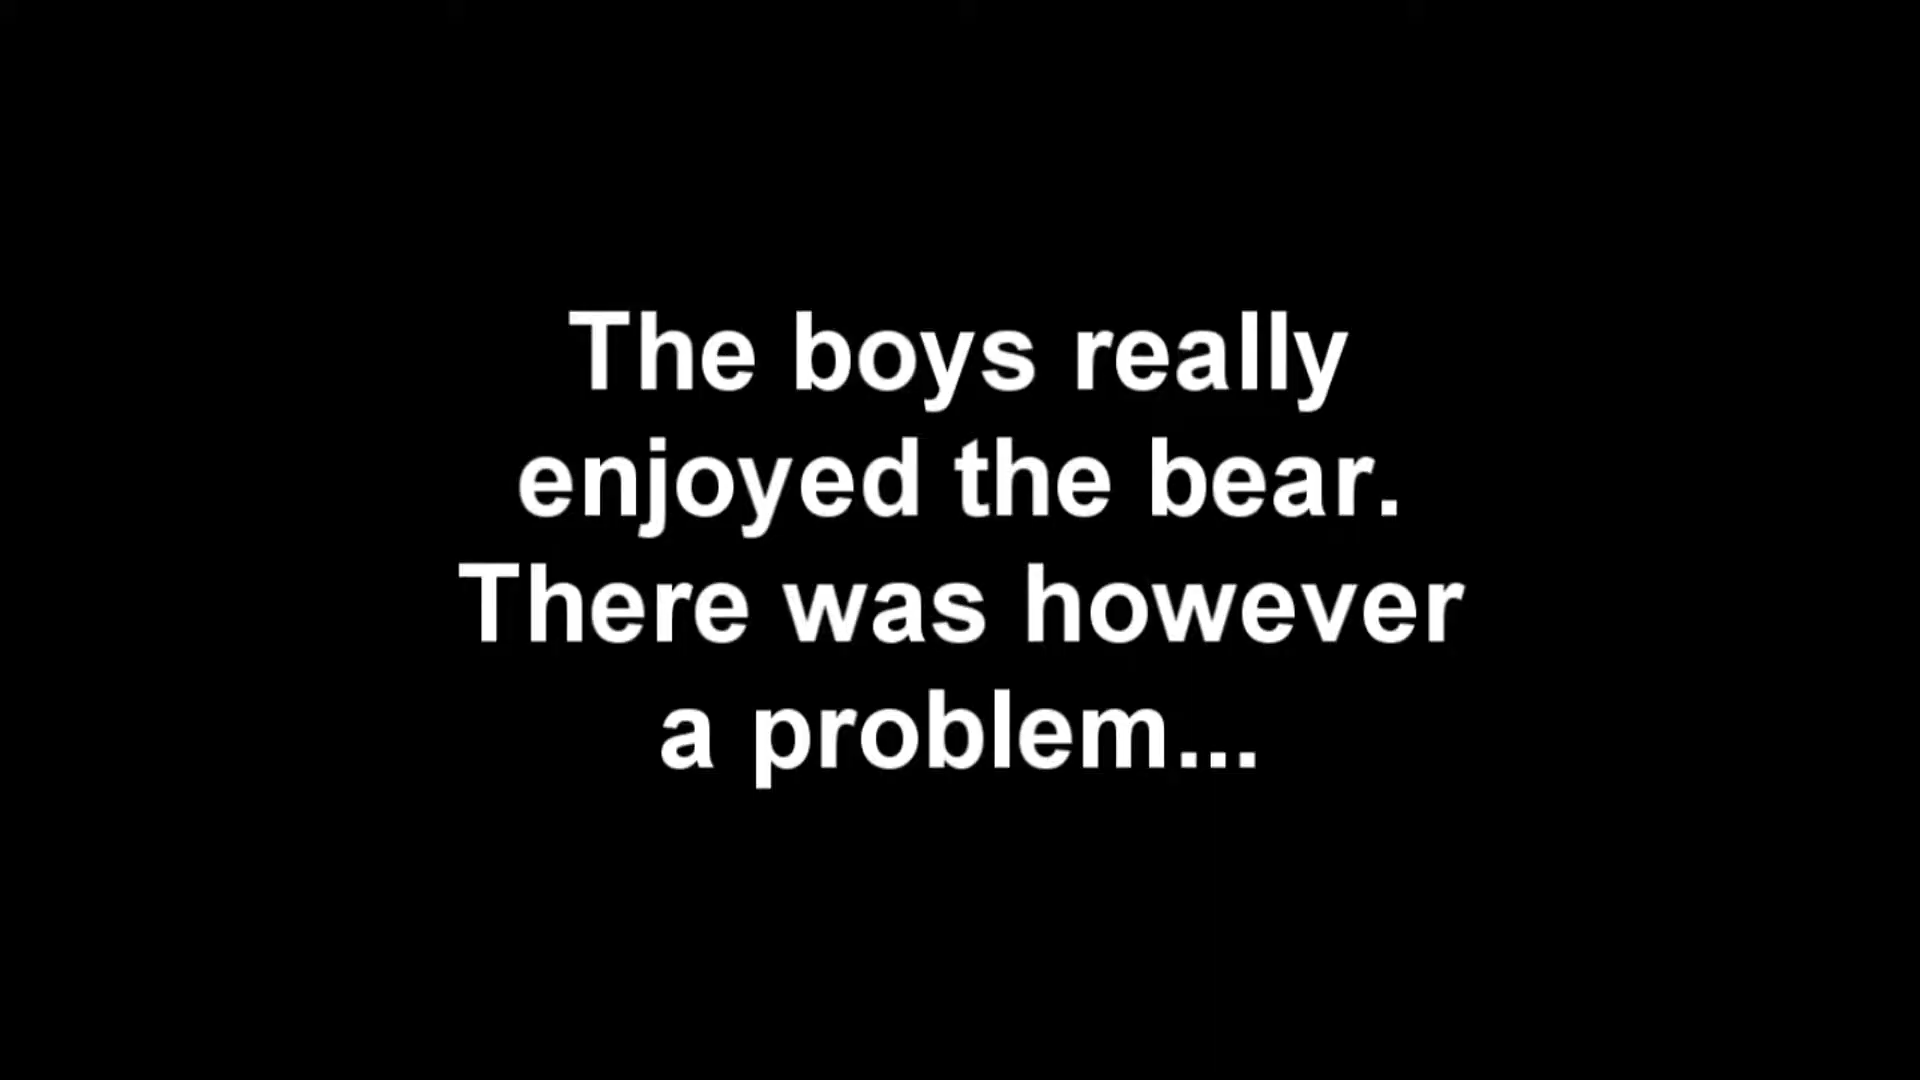 The boys really
enjoyed the bear.
There was however
a problem...